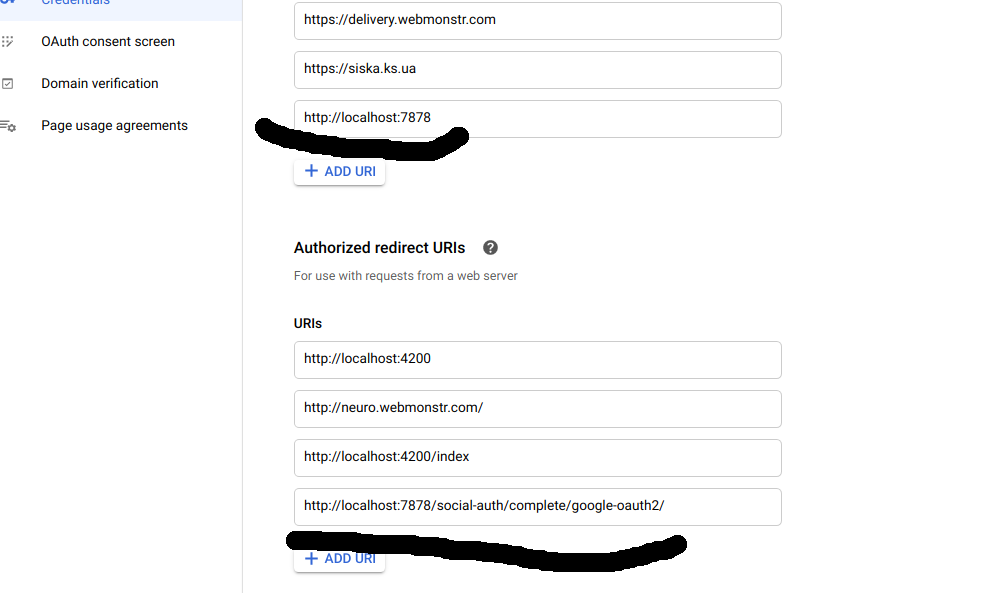 Credentials
https://delivery.webmonstr.com
OAuth consent screen
https://siska.ks.ua
Domain verification
http://localhost:7878
Page usage agreements
ADD URI
Authorized redirect URIs
For use with requests from a web server
URIs
http://localhost:4200
http://neuro.webmonstr.com/
http://localhost:4200/index
http://localhost:7878/social-auth/complete/google-oauth2/
ADD URI